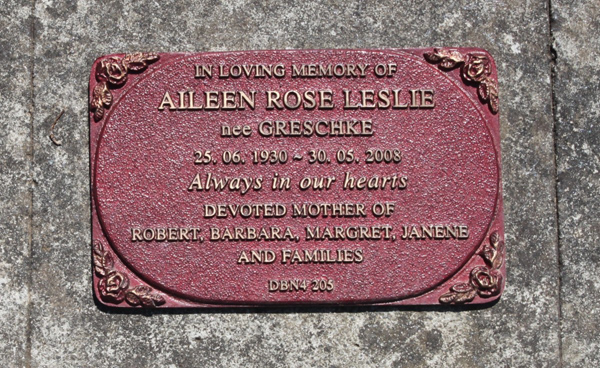 IN LOVING MEMORY OF
AILEEN ROSE LESLIE
nee GRESCHKE
25. 06. 1930 ~ 30. 05. 2008
Always in our hearts
DEVOTED MOTHER OF
ROBERT, BARBARA, MARGRET, JANENE
AND FAMILIES
DBN4 205